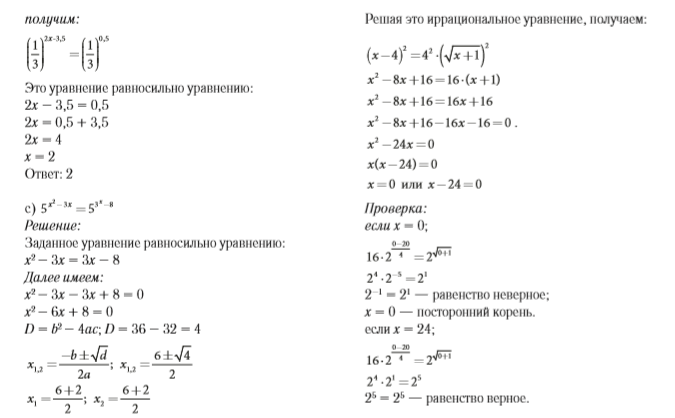 получим:
(1/3)^(2x-3,5) = (1/3)^(0,5)
Это уравнение равносильно уравнению:
2x – 3,5 = 0,5
2x = 0,5 + 3,5
2x = 4
x = 2
Ответ: 2
c) 5^(x² – 3x) = 5^(3^x – 8)
Решение:
Заданное уравнение равносильно уравнению:
x² – 3x = 3x – 8
Далее имеем:
x² – 3x – 3x + 8 = 0
x² – 6x + 8 = 0
D = b² – 4ac; D = 36 – 32 = 4
x₁,₂ = (–b ± √d)/2a; x₁,₂ = (6 ± √4)/2
x₁ = (6+2)/2; x₂ = (6+2)/2
Решая это иррациональное уравнение, получаем:
(x–4)² = 4² · (√(x+1))²
x² – 8x + 16 = 16 · (x + 1)
x² – 8x + 16 = 16x + 16
x² – 8x + 16 – 16x – 16 = 0 .
x² – 24x = 0
x(x – 24) = 0
x = 0 или x – 24 = 0
Проверка:
если x = 0;
16 · 2^((0–20)/4) = 2^(√(0+1))
2⁴ · 2⁻⁵ = 2¹
2⁻¹ = 2¹ — равенство неверное;
x = 0 — посторонний корень.
если x = 24;
16 · 2^((0–20)/4) = 2^(√(0+1))
2⁴ · 2¹ = 2⁵
2⁵ = 2⁵ — равенство верное.